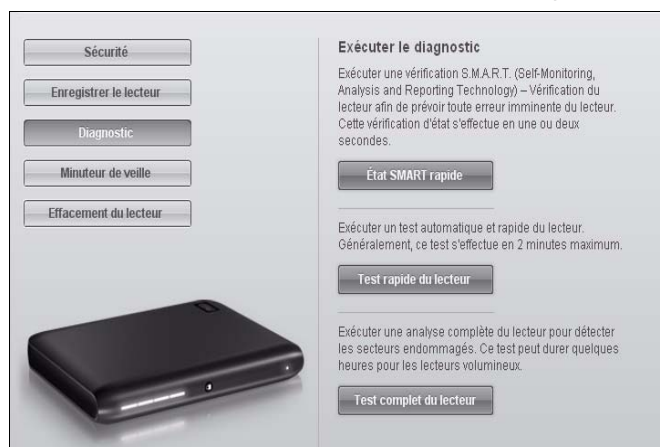 Sécurité
Enregistrer le lecteur
Diagnostic
Minuteur de veille
Effacement du lecteur
Exécuter le diagnostic
Exécuter une vérification S.M.A.R.T. (Self-Monitoring,
Analysis and Reporting Technology) – Vérification du
lecteur afin de prévoir toute erreur imminente du lecteur.
Cette vérification d'état s'effectue en une ou deux
secondes.
État SMART rapide
Exécuter un test automatique et rapide du lecteur.
Généralement, ce test s'effectue en 2 minutes maximum.
Test rapide du lecteur
Exécuter une analyse complète du lecteur pour détecter
les secteurs endommagés. Ce test peut durer quelques
heures pour les lecteurs volumineux.
Test complet du lecteur